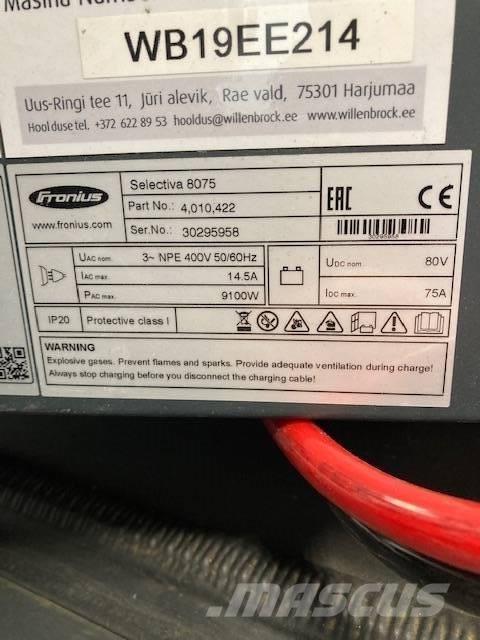 WB19EE214
Uus-Ringi tee 11, Jüri alevik, Rae vald, 75301 Harjumaa
Hoolduse tel. +372 622 89 53 hooldus@willenbrock.ee www.willenbrock.ee
Fronius
www.fronius.com
Selectiva 8075
Part No.: 4,010,422
Ser.No.: 30295958
EAC CE
30295958
UAC nom. 3~ NPE 400V 50/60Hz
IAC max. 14.5A
PAC max. 9100W
UDC nom. 80V
IDC max. 75A
IP20 Protective class I
WARNING
Explosive gases. Prevent flames and sparks. Provide adequate ventilation during charge!
Always stop charging before you disconnect the charging cable!
MASCUS